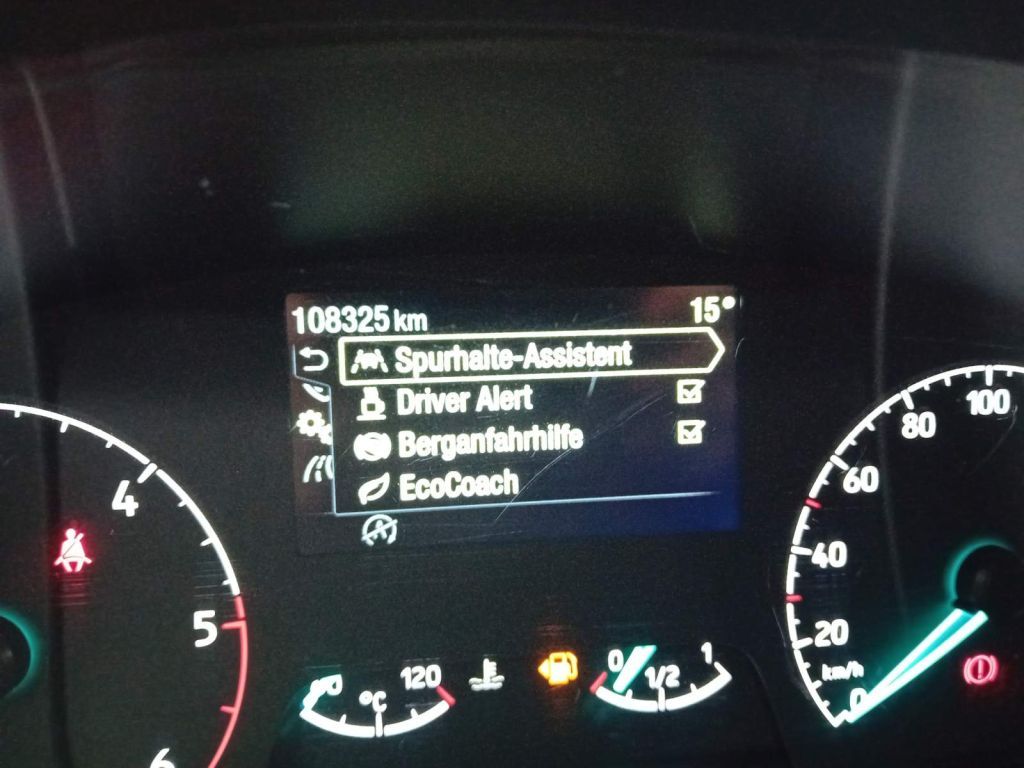 108325 km 15°
Spurhalte-Assistent
Driver Alert
Berganfahrhilfe
EcoCoach
4
5
6
120
°C
0 1/2 1
100
80
60
40
20
km/h
0